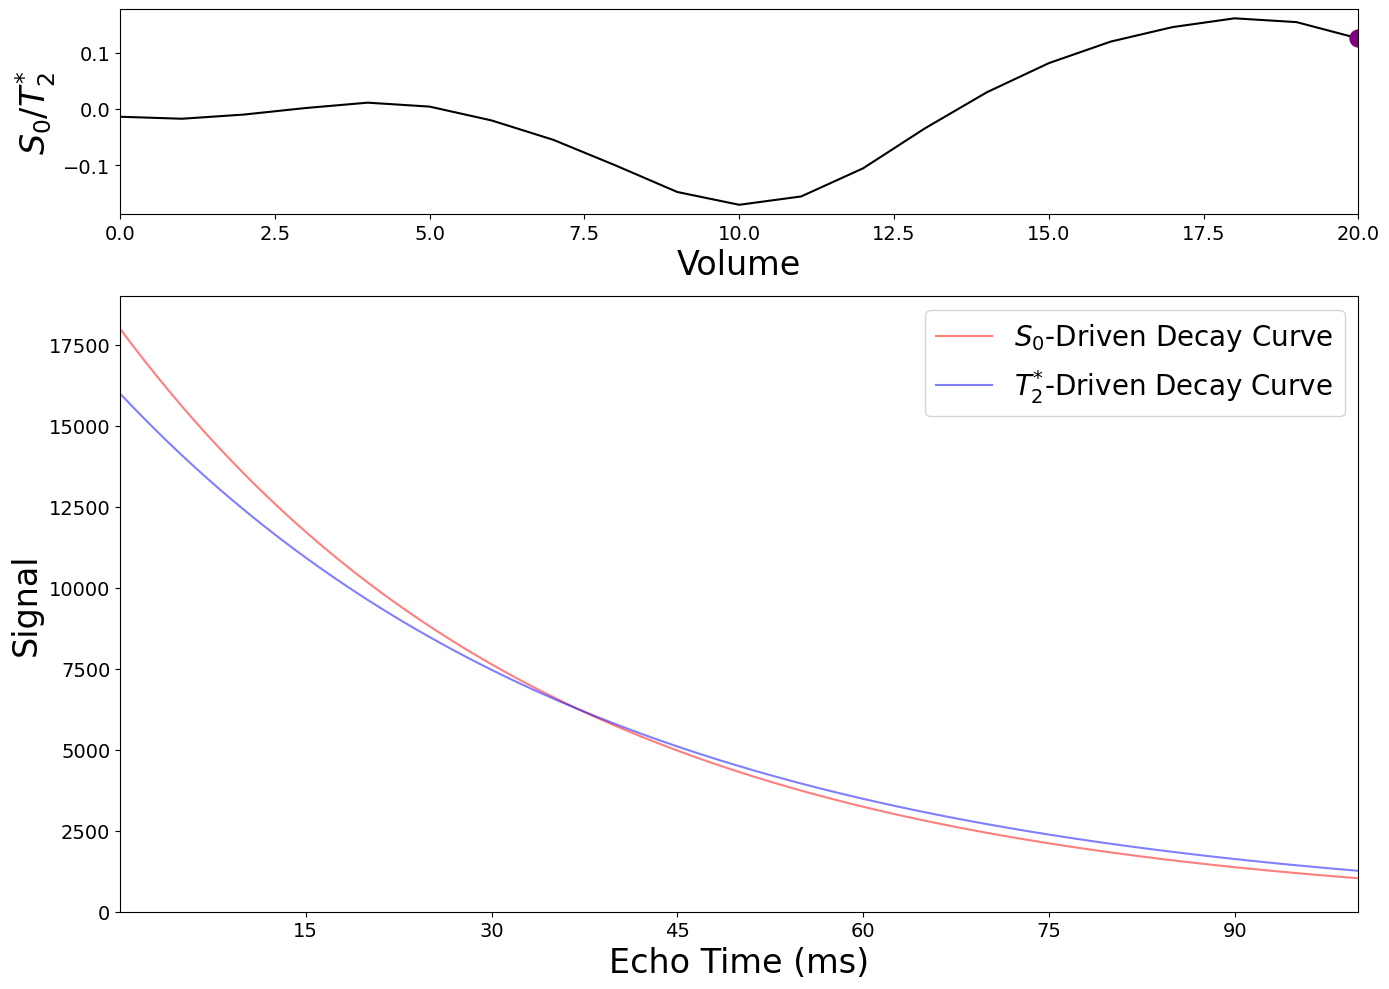 S₀/T₂*
0.1
0.0
−0.1
0.0 2.5 5.0 7.5 10.0 12.5 15.0 17.5 20.0
Volume
Signal
17500
15000
12500
10000
7500
5000
2500
0
S₀-Driven Decay Curve
T₂*-Driven Decay Curve
15 30 45 60 75 90
Echo Time (ms)